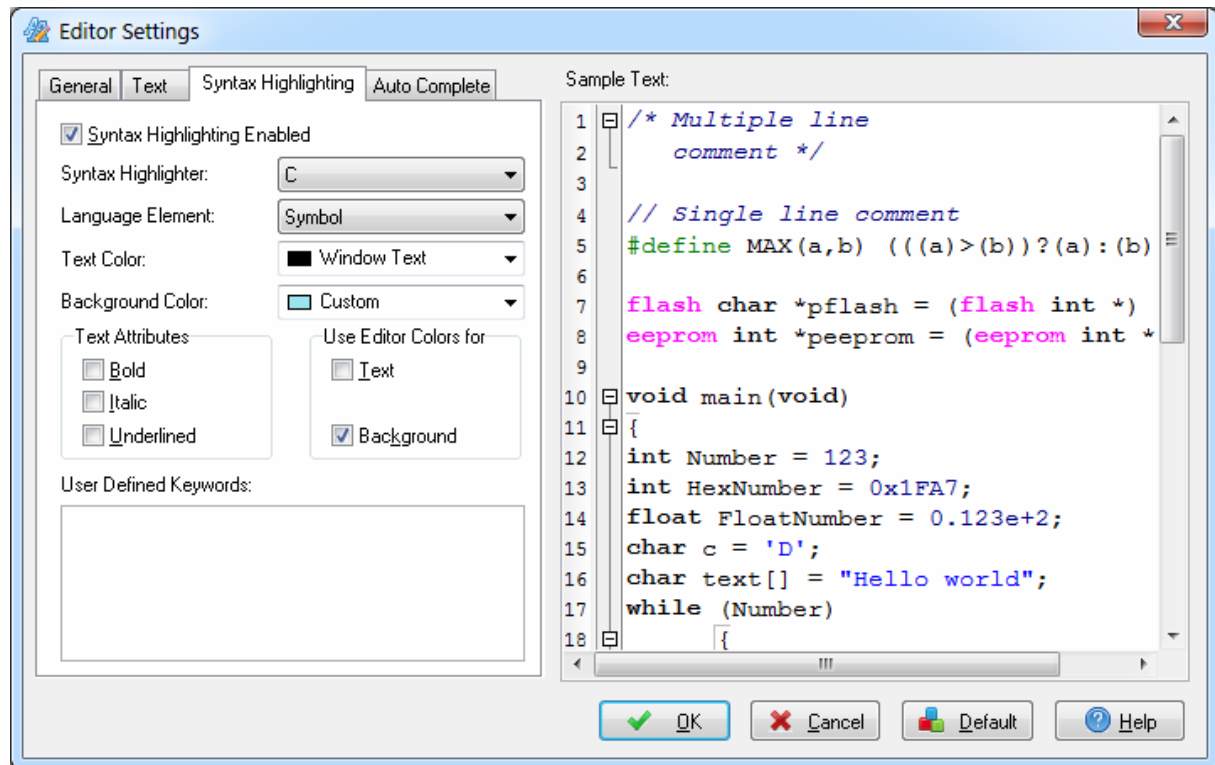 Editor Settings
General Text Syntax Highlighting Auto Complete
Syntax Highlighting Enabled
Syntax Highlighter: C
Language Element: Symbol
Text Color: Window Text
Background Color: Custom
Text Attributes
Bold
Italic
Underlined
Use Editor Colors for
Text
Background
User Defined Keywords:
Sample Text:
1 /* Multiple line
2 comment */
3
4 // Single line comment
5 #define MAX(a,b) (((a)>(b))?(a):(b)
6
7 flash char *pflash = (flash int *)
8 eeprom int *peeprom = (eeprom int *
9
10 void main(void)
11 {
12 int Number = 123;
13 int HexNumber = 0x1FA7;
14 float FloatNumber = 0.123e+2;
15 char c = 'D';
16 char text[] = "Hello world";
17 while (Number)
18 {
OK Cancel Default Help